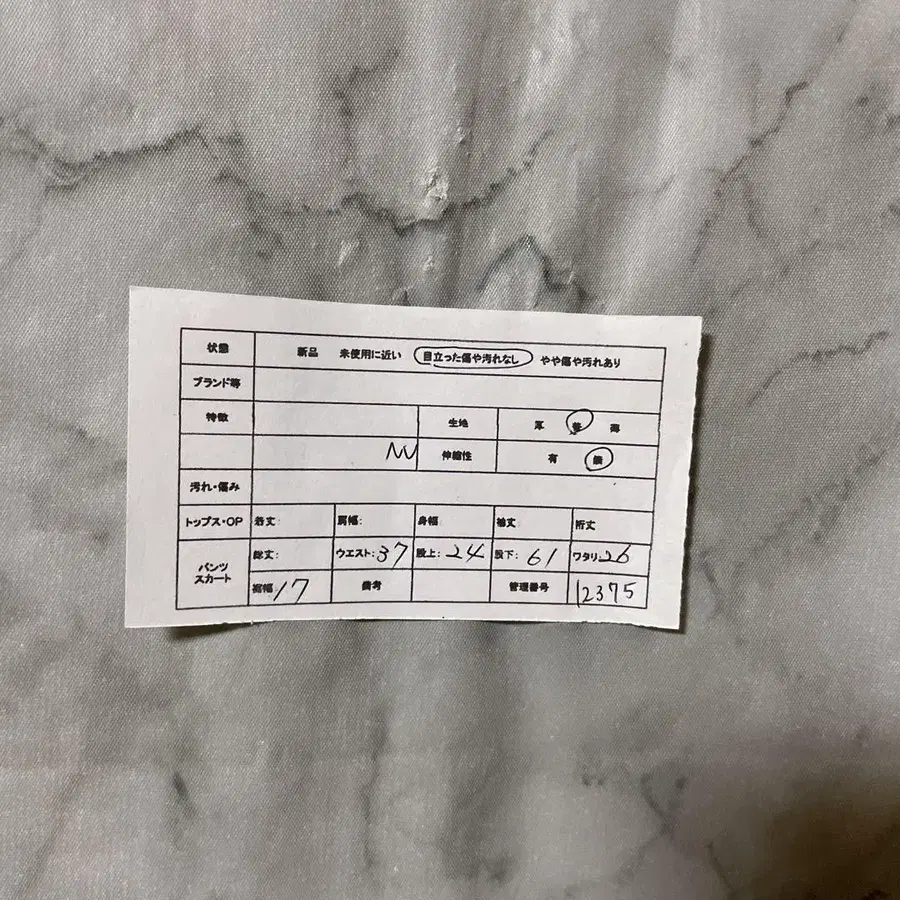 状態 新品 未使用に近い 目立った傷や汚れなし やや傷や汚れあり
ブランド等
特徴 生地 厚 普 薄
NV 伸縮性 有 無
汚れ・傷み
トップス・OP 着丈: 肩幅: 身幅 袖丈 裄丈
パンツ
スカート
総丈: ウエスト:37 股上:24 股下:61 ワタリ:26
裾幅:17 備考 管理番号 12375